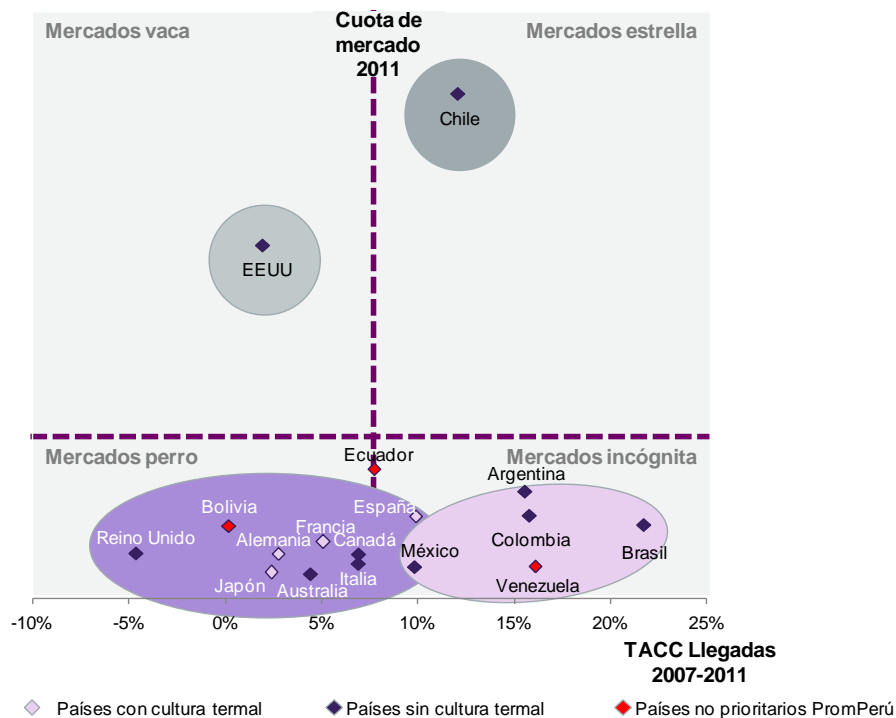 Mercados vaca
Cuota de
mercado
2011
Mercados estrella
Chile
EEUU
Mercados perro
Ecuador
Mercados incógnita
Argentina
Bolivia
España
Reino Unido
Francia
Alemania
Canadá
México
Colombia
Brasil
Japón
Australia
Italia
Venezuela
-10%
-5%
0%
5%
10%
15%
20%
25%
TACC Llegadas
2007-2011
Países con cultura termal
Países sin cultura termal
Países no prioritarios PromPerú